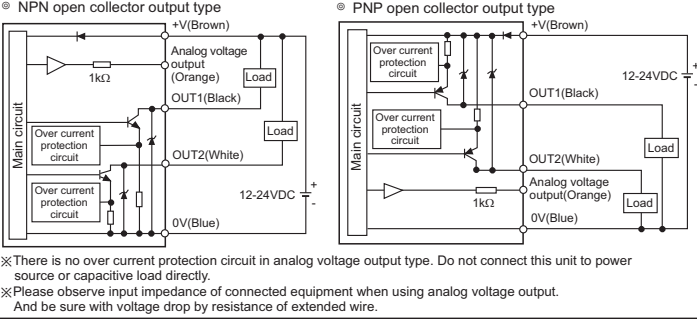 ◎ NPN open collector output type
+V(Brown)
Analog voltage
output
(Orange)
1kΩ
Load
OUT1(Black)
Main circuit
Over current
protection
circuit
Load
OUT2(White)
Over current
protection
circuit
12-24VDC
+
-
0V(Blue)
◎ PNP open collector output type
+V(Brown)
Over current
protection
circuit
12-24VDC
+
-
OUT1(Black)
Main circuit
Over current
protection
circuit
Load
OUT2(White)
Analog voltage
output(Orange)
1kΩ
Load
0V(Blue)
※There is no over current protection circuit in analog voltage output type. Do not connect this unit to power
source or capacitive load directly.
※Please observe input impedance of connected equipment when using analog voltage output.
And be sure with voltage drop by resistance of extended wire.